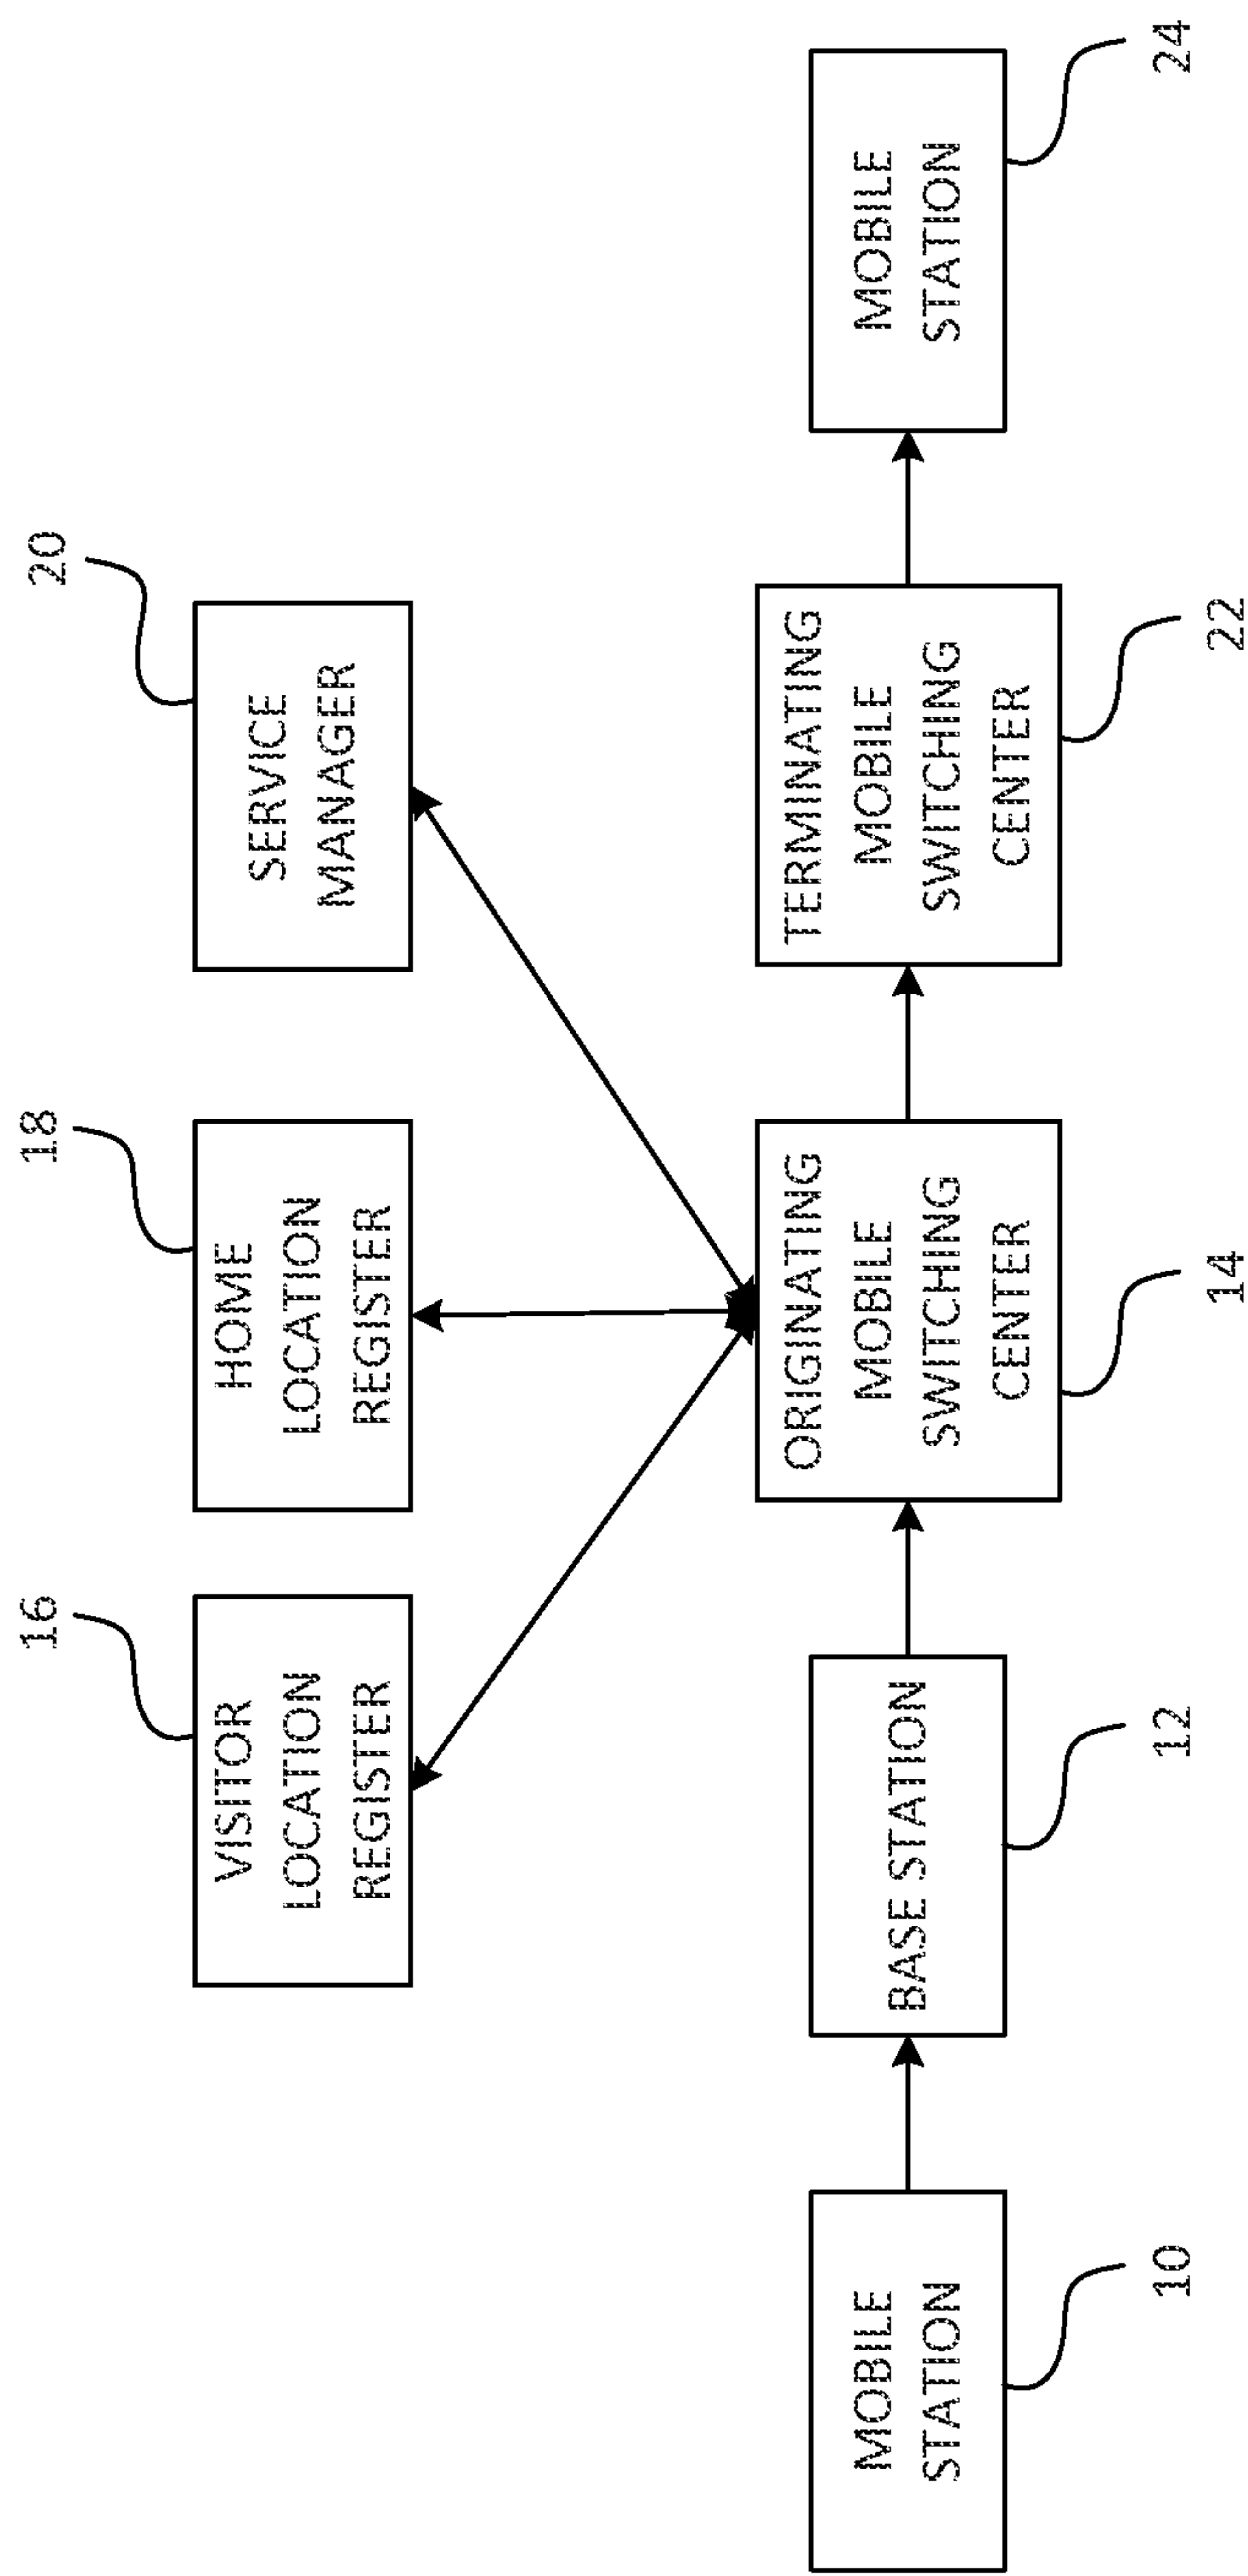 16
VISITOR
LOCATION
REGISTER
18
HOME
LOCATION
REGISTER
20
SERVICE
MANAGER
MOBILE
STATION
10
BASE STATION
12
ORIGINATING
MOBILE
SWITCHING
CENTER
14
TERMINATING
MOBILE
SWITCHING
CENTER
22
MOBILE
STATION
24